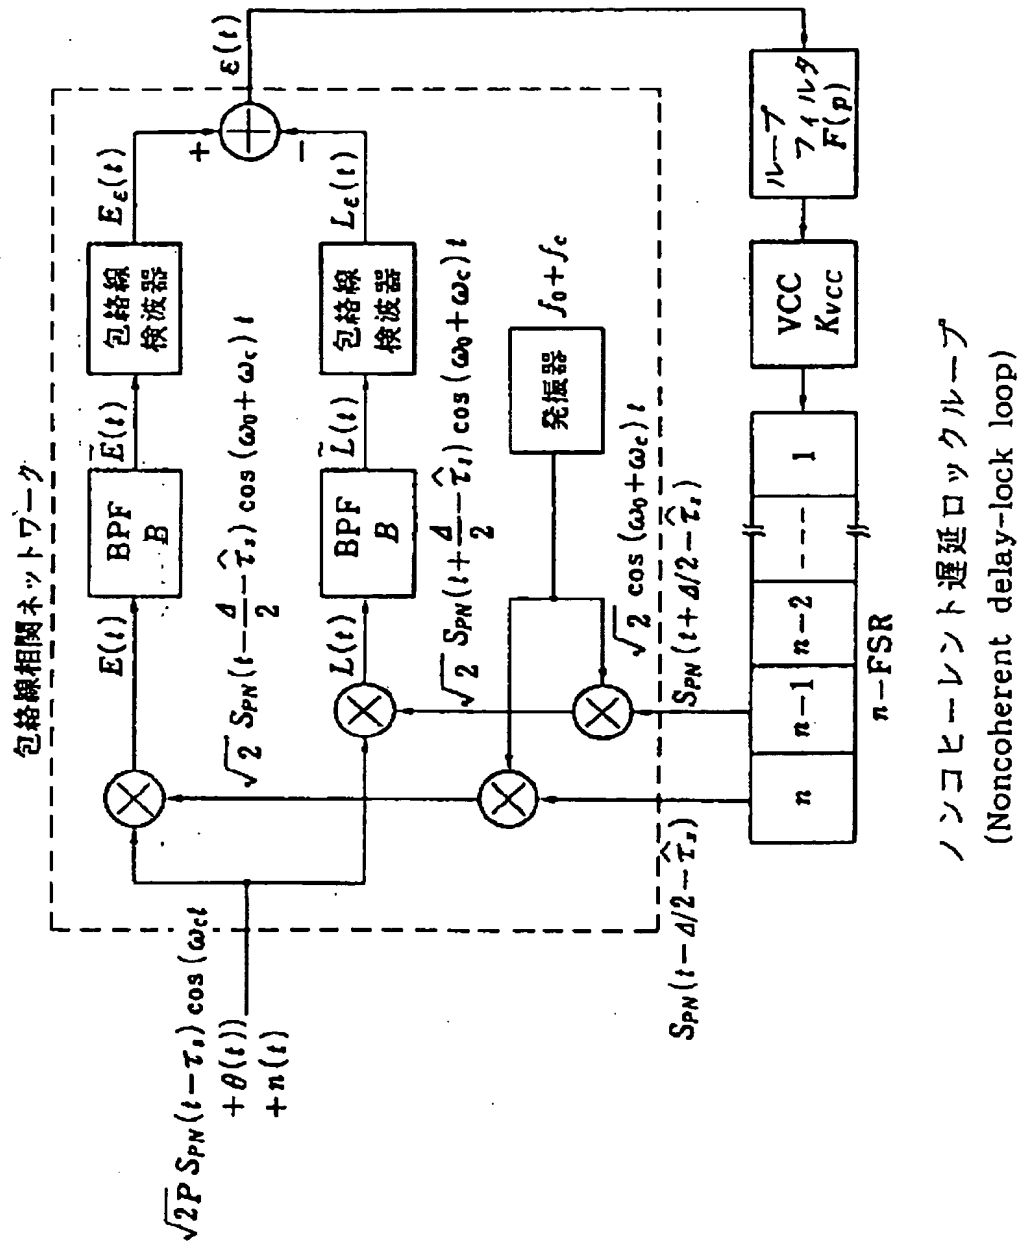 包絡線相関ネットワーク
√2P S_PN(t−τ_s) cos(ω_c t
+θ(t))
+n(t)
E(t)
BPF
B
Ẽ(t)
包絡線
検波器
E_ε(t)
+
−
ε(t)
√2 S_PN(t−Δ/2−τ̂_s) cos(ω₀+ω_c)t
L(t)
BPF
B
L̃(t)
包絡線
検波器
L_ε(t)
√2 S_PN(t+Δ/2−τ̂_s) cos(ω₀+ω_c)t
発振器
f₀+f_c
√2 cos(ω₀+ω_c)t
S_PN(t+Δ/2−τ̂_s)
S_PN(t−Δ/2−τ̂_s)
n
n−1
n−2
---
1
n−FSR
VCC
K_VCC
ループ
フィルタ
F(p)
ノンコヒーレント遅延ロックループ
(Noncoherent delay-lock loop)